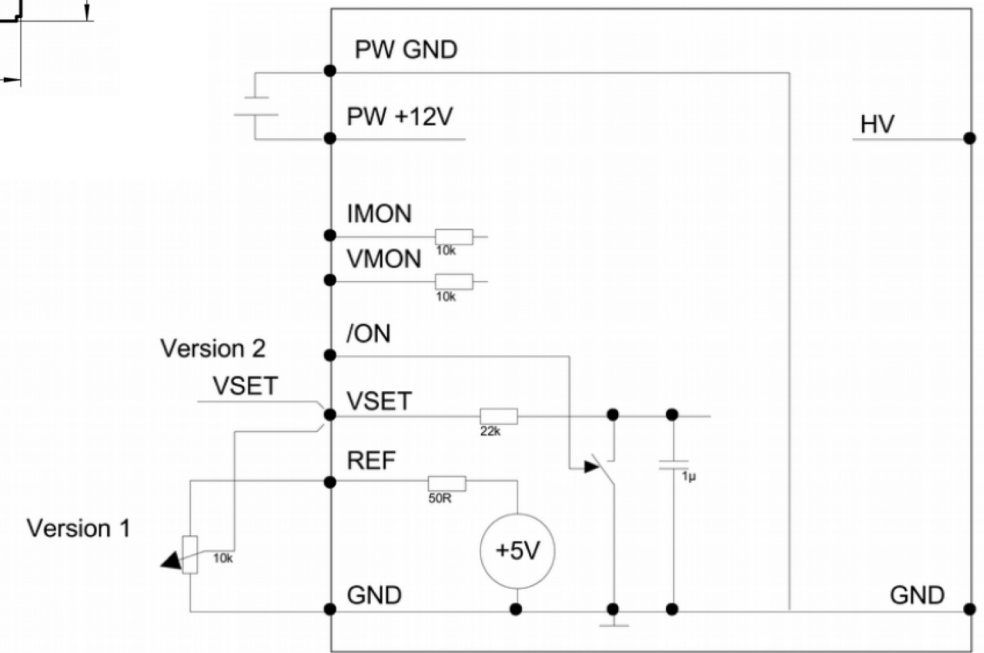 PW GND
PW +12V
HV
IMON
10k
VMON
10k
/ON
Version 2
VSET
VSET
22k
REF
50R
1µ
Version 1
10k
+5V
GND
GND